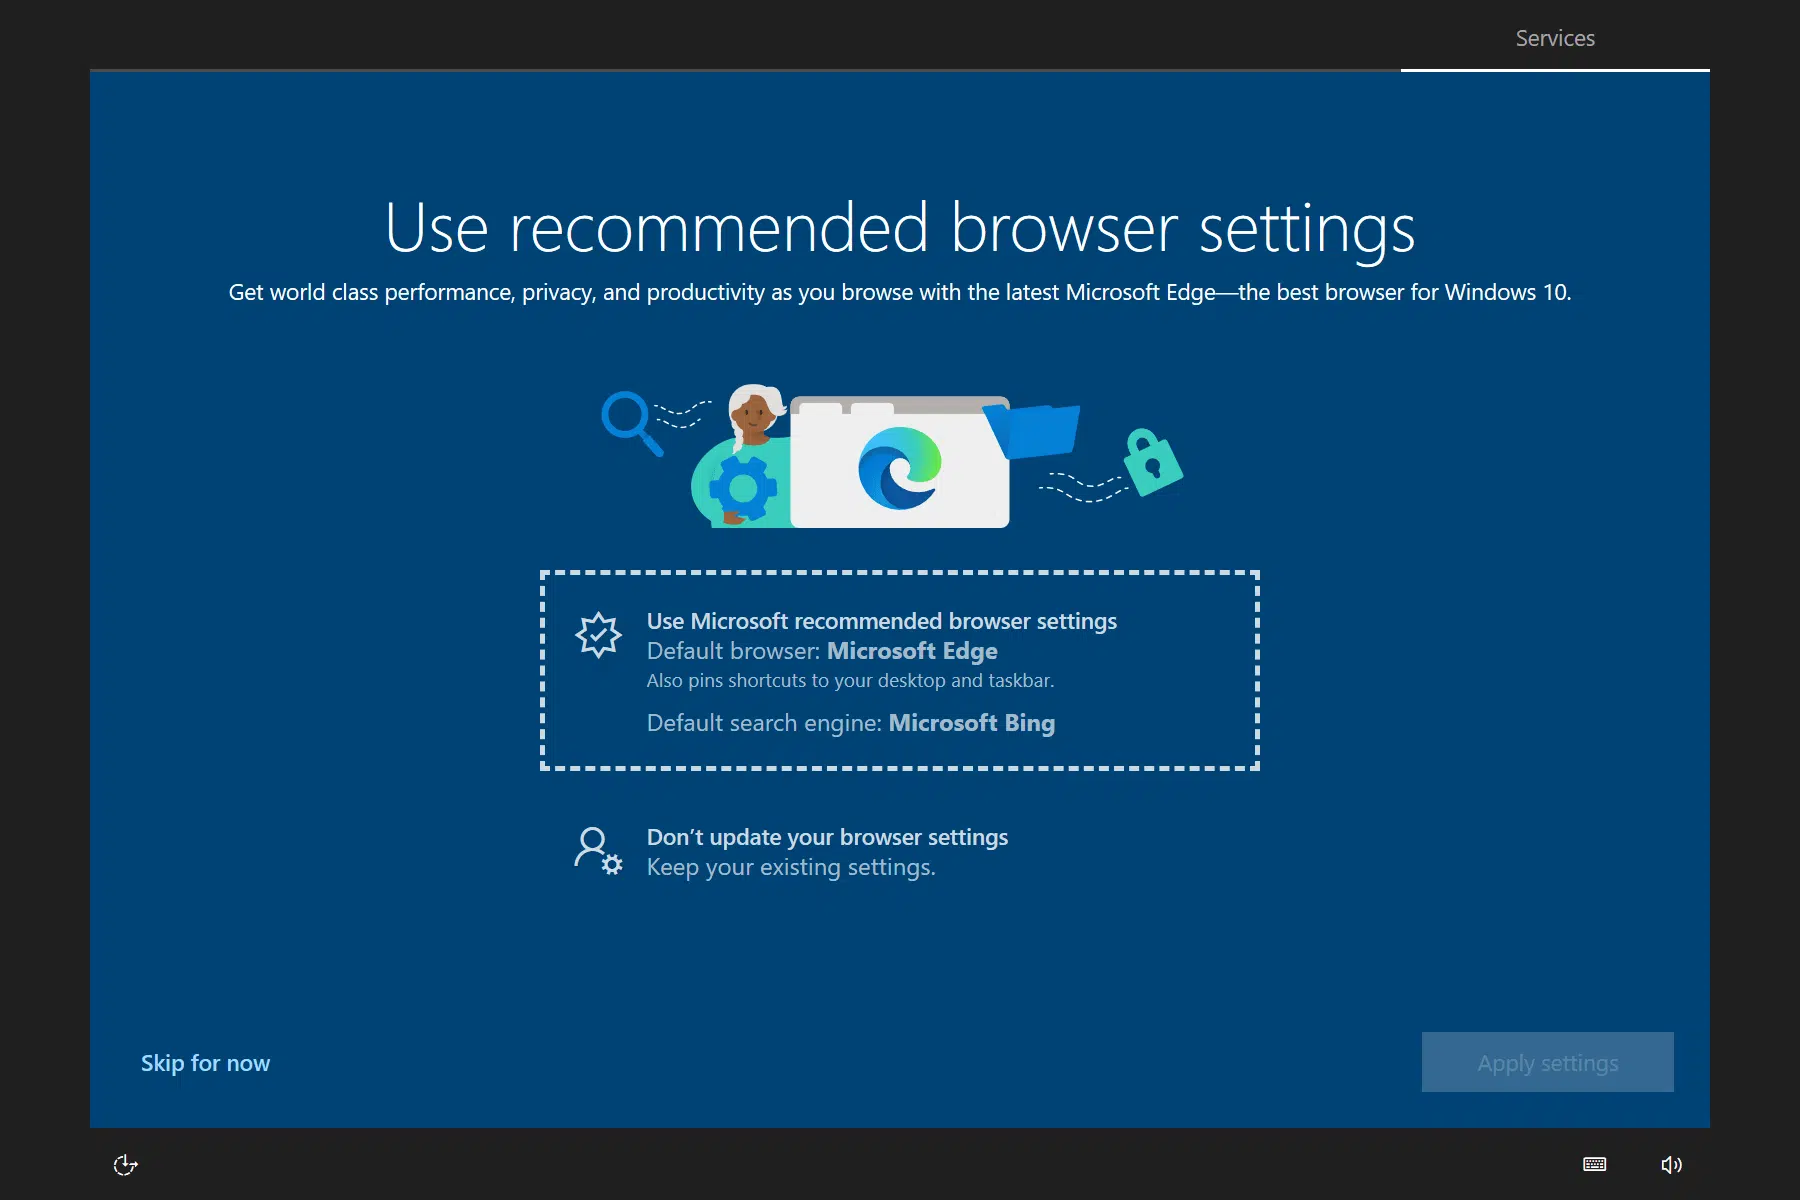 Services
Use recommended browser settings
Get world class performance, privacy, and productivity as you browse with the latest Microsoft Edge—the best browser for Windows 10.
Use Microsoft recommended browser settings
Default browser: Microsoft Edge
Also pins shortcuts to your desktop and taskbar.
Default search engine: Microsoft Bing
Don’t update your browser settings
Keep your existing settings.
Skip for now
Apply settings